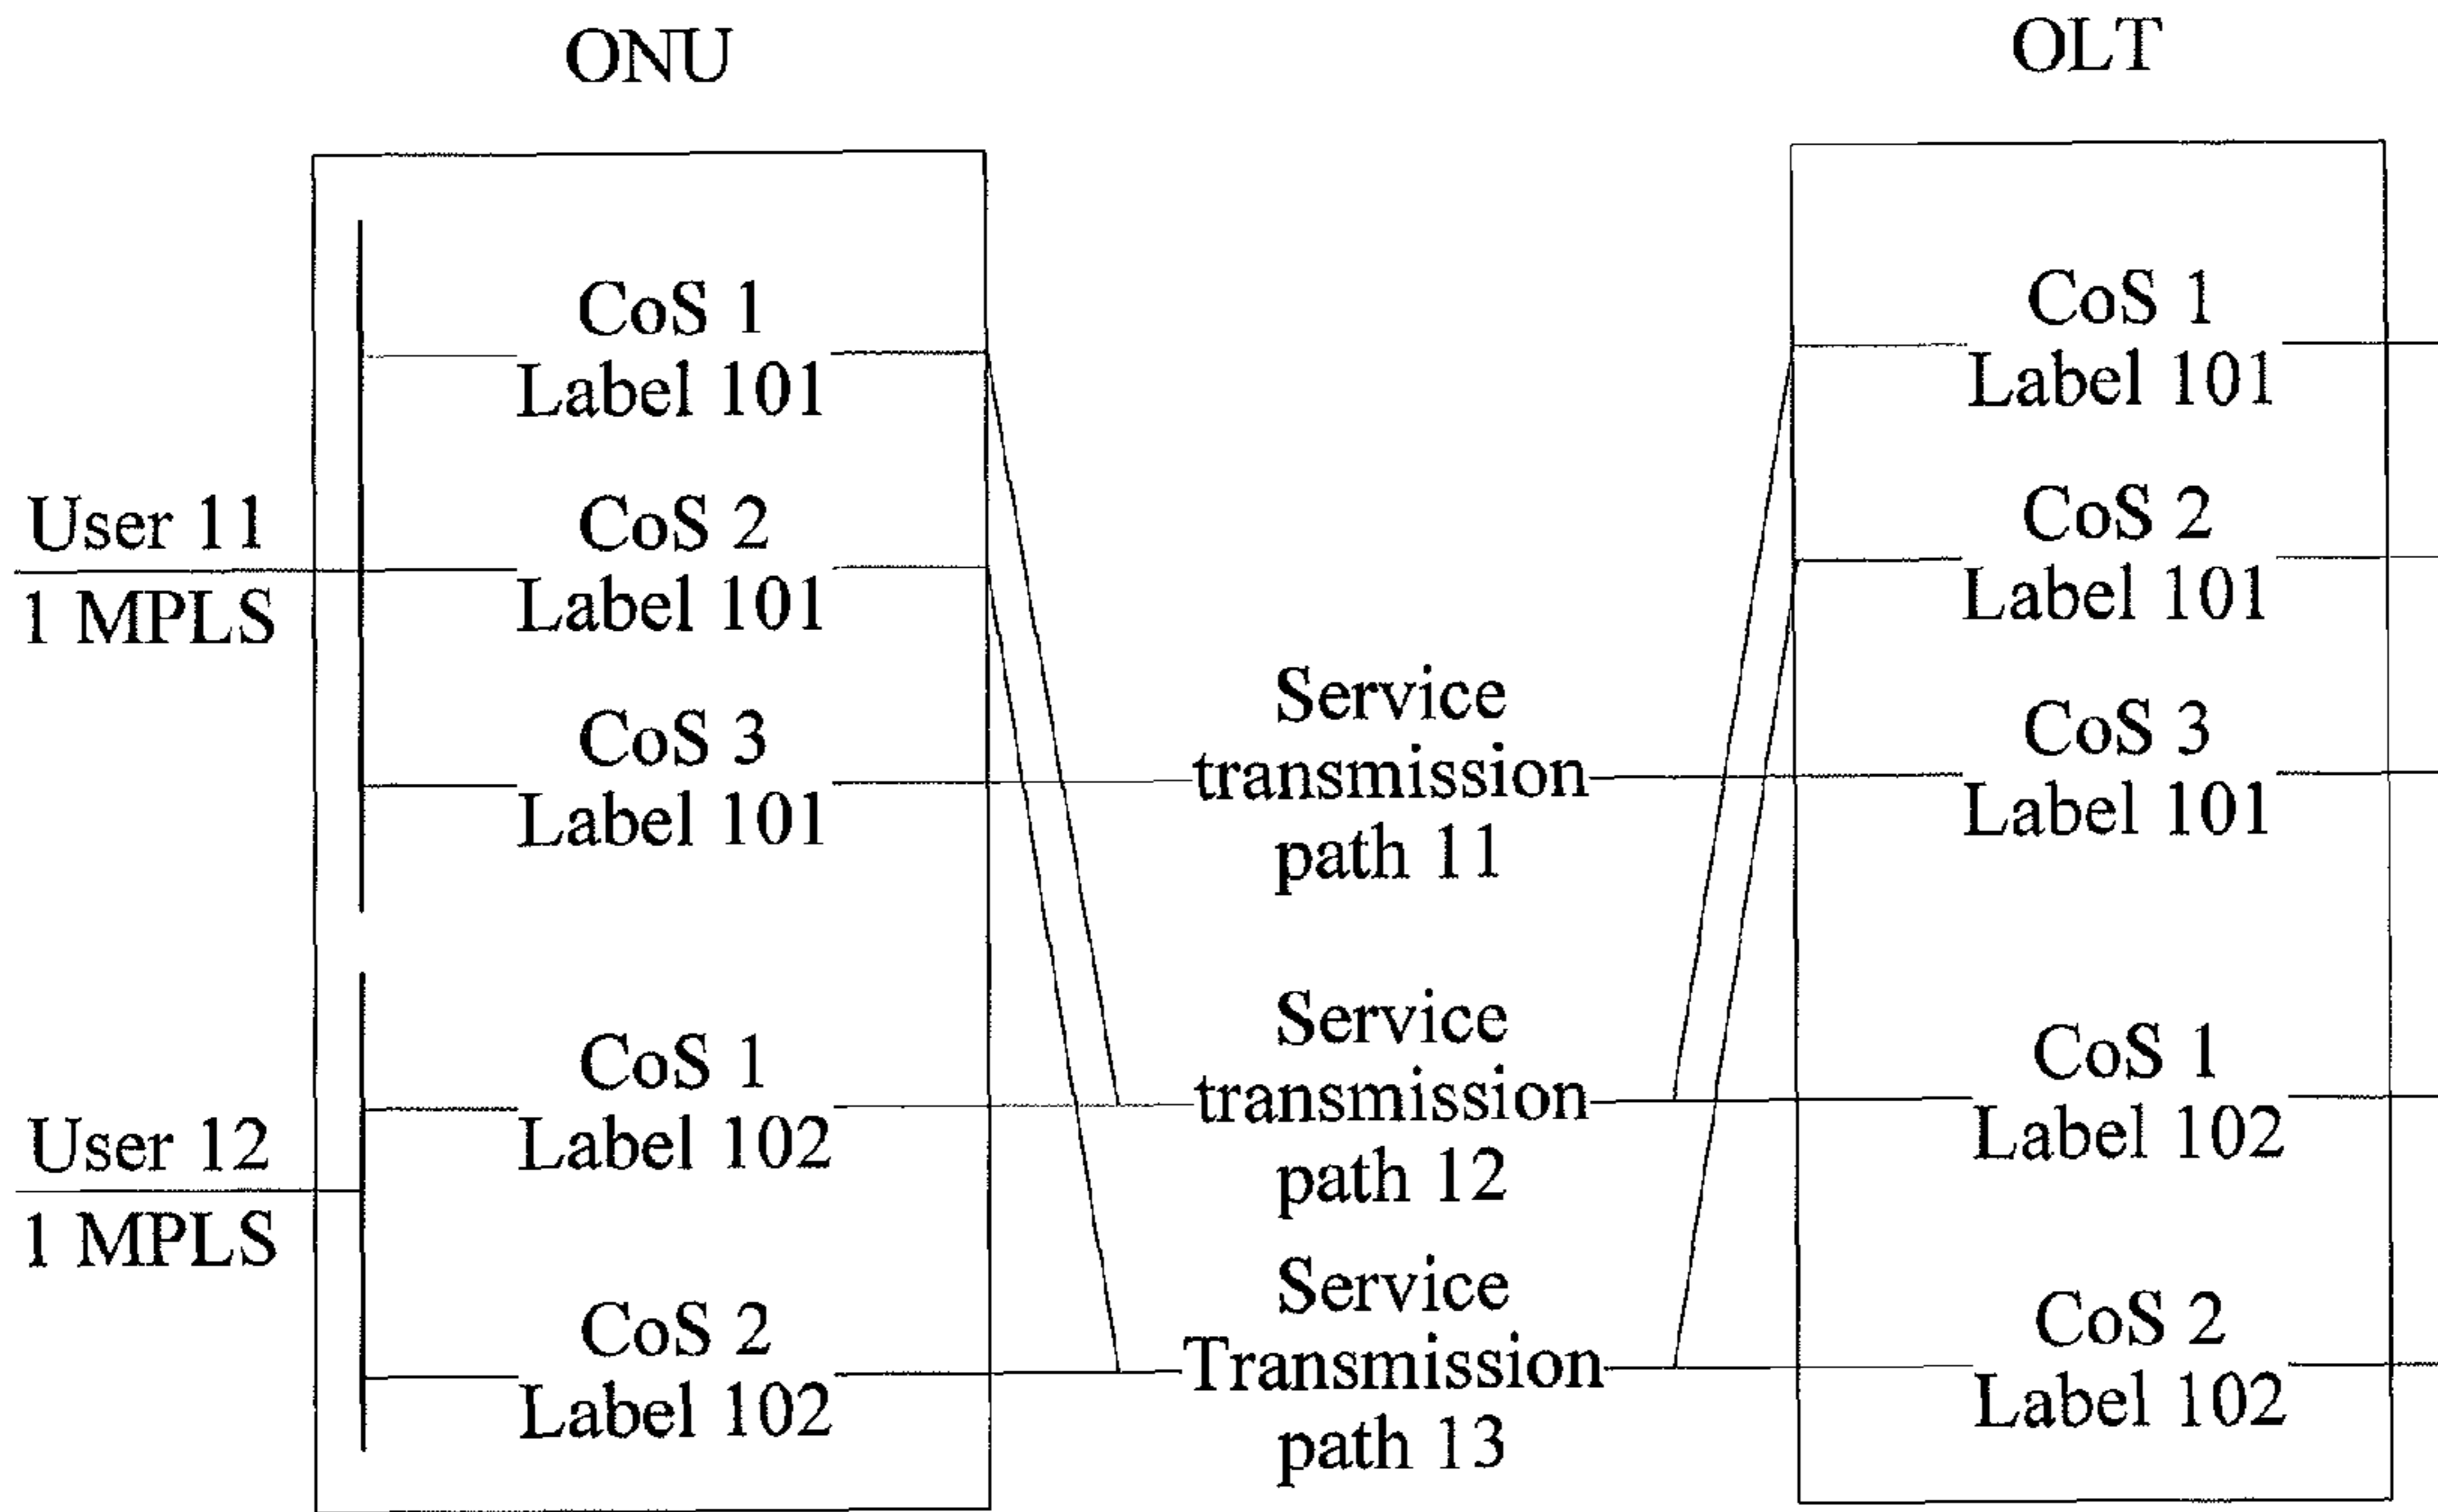 ONU
OLT
User 11
1 MPLS
User 12
1 MPLS
CoS 1
Label 101
CoS 2
Label 101
CoS 3
Label 101
CoS 1
Label 102
CoS 2
Label 102
Service
transmission
path 11
Service
transmission
path 12
Service
Transmission
path 13
CoS 1
Label 101
CoS 2
Label 101
CoS 3
Label 101
CoS 1
Label 102
CoS 2
Label 102